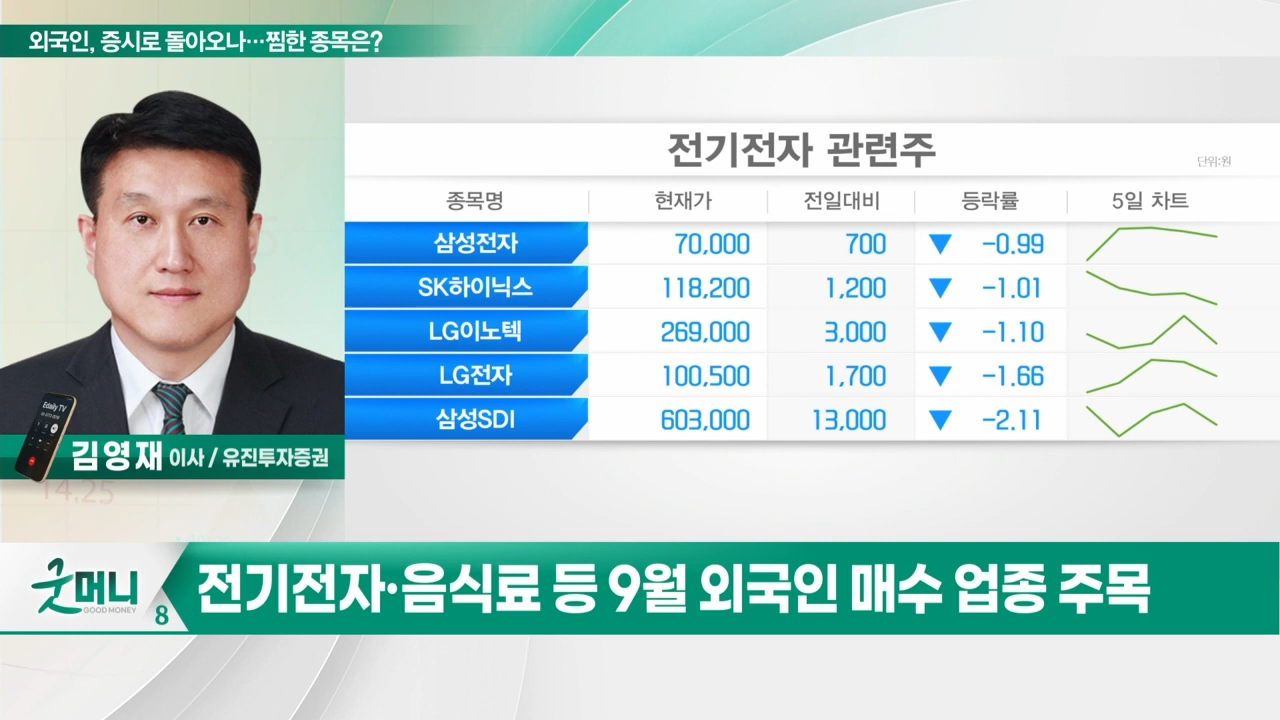 외국인, 증시로 돌아오나…찜한 종목은?
전기전자 관련주
단위:원
종목명 현재가 전일대비 등락률 5일 차트
삼성전자 70,000 700 ▼ -0.99
SK하이닉스 118,200 1,200 ▼ -1.01
LG이노텍 269,000 3,000 ▼ -1.10
LG전자 100,500 1,700 ▼ -1.66
삼성SDI 603,000 13,000 ▼ -2.11
Edaily TV
김영재 이사 / 유진투자증권
14.25
굿머니
GOOD MONEY
8
전기전자·음식료 등 9월 외국인 매수 업종 주목